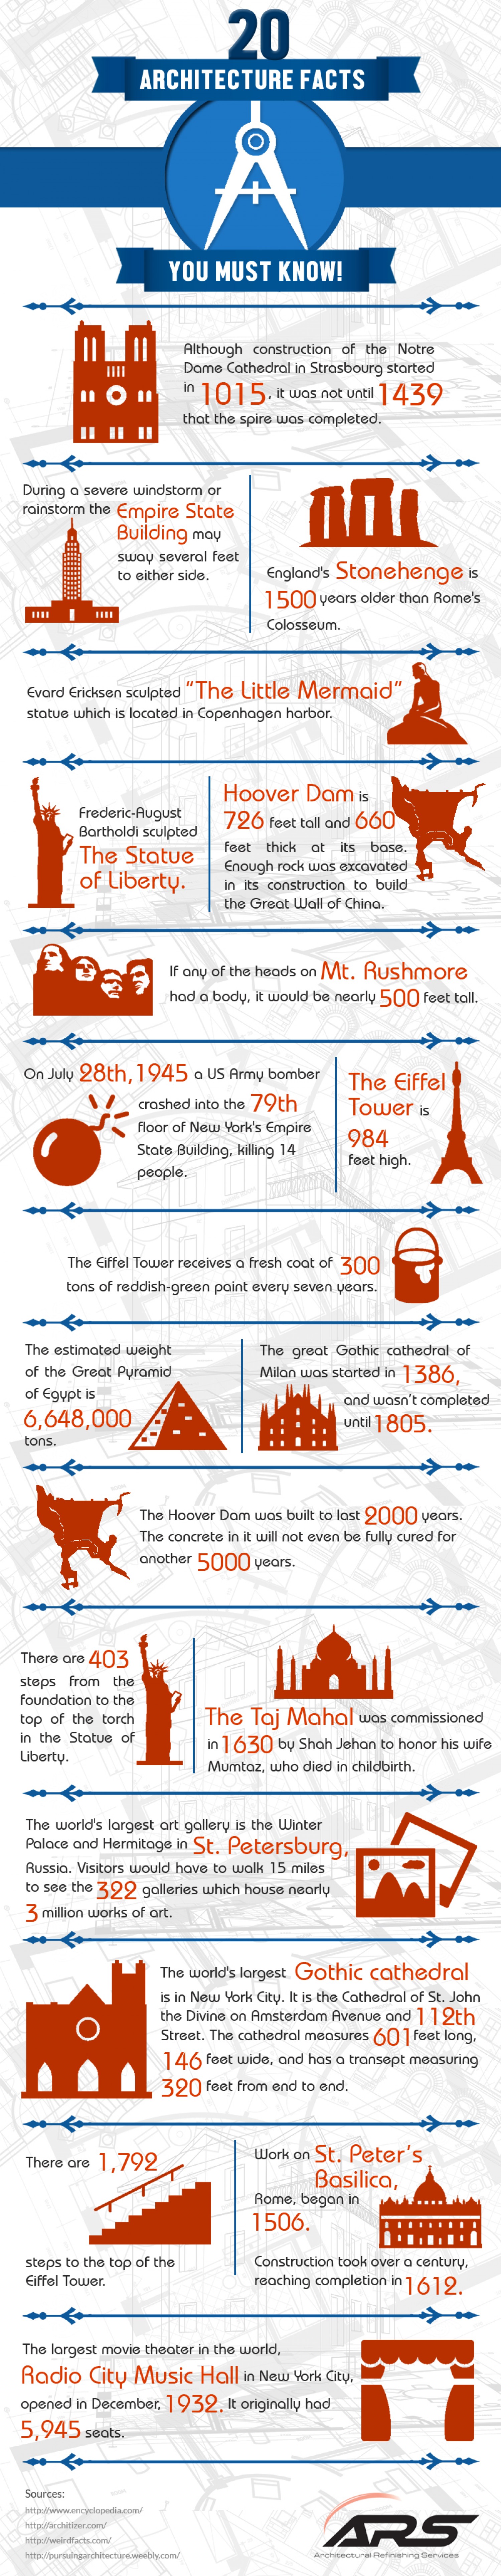 20
ARCHITECTURE FACTS
YOU MUST KNOW!
Although construction of the Notre
Dame Cathedral in Strasbourg started
in 1015, it was not until 1439
that the spire was completed.
During a severe windstorm or
rainstorm the Empire State
Building may
sway several feet
to either side.
England's Stonehenge is
1500 years older than Rome's
Colosseum.
Evard Ericksen sculpted "The Little Mermaid"
statue which is located in Copenhagen harbor.
Frederic-August
Bartholdi sculpted
The Statue
of Liberty.
Hoover Dam is
726 feet tall and 660
feet thick at its base.
Enough rock was excavated
in its construction to build
the Great Wall of China.
If any of the heads on Mt. Rushmore
had a body, it would be nearly 500 feet tall.
On July 28th, 1945 a US Army bomber
crashed into the 79th
floor of New York's Empire
State Building, killing 14
people.
The Eiffel
Tower is
984
feet high.
The Eiffel Tower receives a fresh coat of 300
tons of reddish-green paint every seven years.
The estimated weight
of the Great Pyramid
of Egypt is
6,648,000
tons.
The great Gothic cathedral of
Milan was started in 1386,
and wasn't completed
until 1805.
The Hoover Dam was built to last 2000 years.
The concrete in it will not even be fully cured for
another 5000 years.
There are 403
steps from the
foundation to the
top of the torch
in the Statue of
Liberty.
The Taj Mahal was commissioned
in 1630 by Shah Jehan to honor his wife
Mumtaz, who died in childbirth.
The world's largest art gallery is the Winter
Palace and Hermitage in St. Petersburg,
Russia. Visitors would have to walk 15 miles
to see the 322 galleries which house nearly
3 million works of art.
The world's largest Gothic cathedral
is in New York City. It is the Cathedral of St. John
the Divine on Amsterdam Avenue and 112th
Street. The cathedral measures 601 feet long,
146 feet wide, and has a transept measuring
320 feet from end to end.
There are 1,792
steps to the top of the
Eiffel Tower.
Work on St. Peter's
Basilica,
Rome, began in
1506.
Construction took over a century,
reaching completion in 1612.
The largest movie theater in the world,
Radio City Music Hall in New York City,
opened in December, 1932. It originally had
5,945 seats.
Sources:
http://www.encyclopedia.com/
http://architizer.com/
http://weirdfacts.com/
http://pursuingarchitecture.weebly.com/
ARS
Architectural Refinishing Services